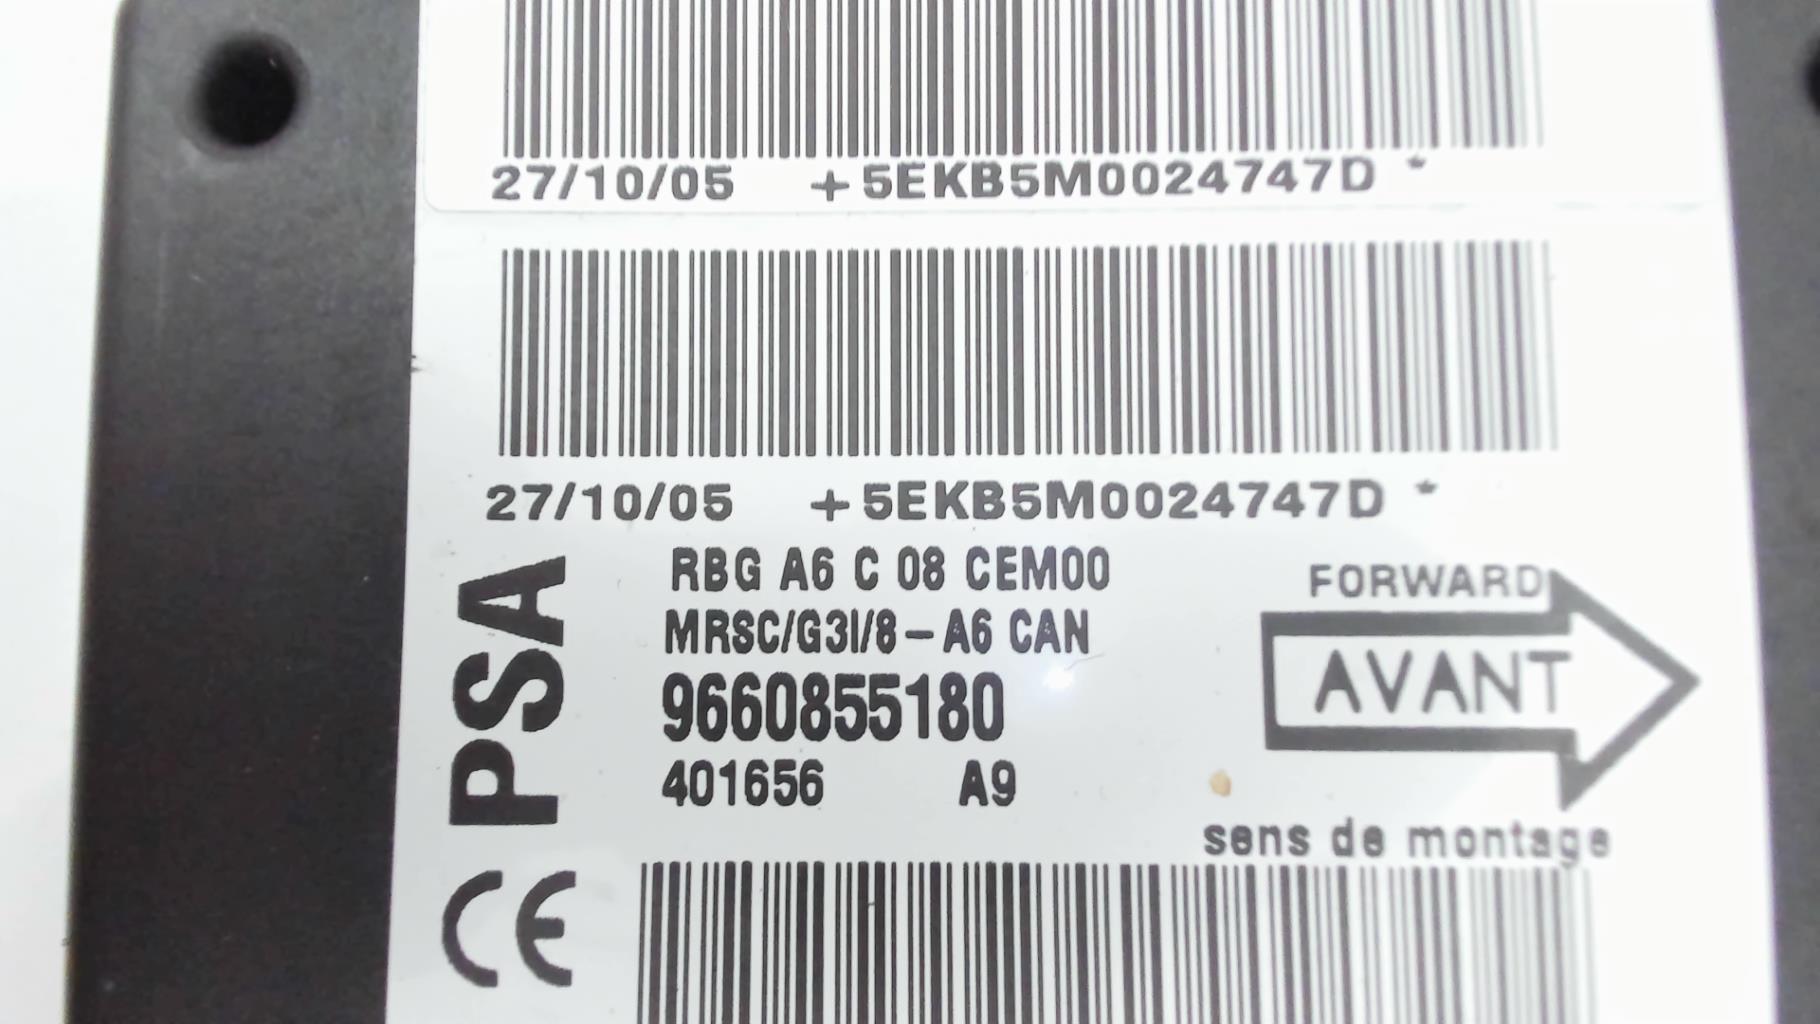 27/10/05 +5EKB5M0024747D *
27/10/05 +5EKB5M0024747D *
PSA
RBG A6 C 08 CEM00
MRSC/G3I/8-A6 CAN
9660855180
401656 A9
FORWARD
AVANT
sens de montage
CE